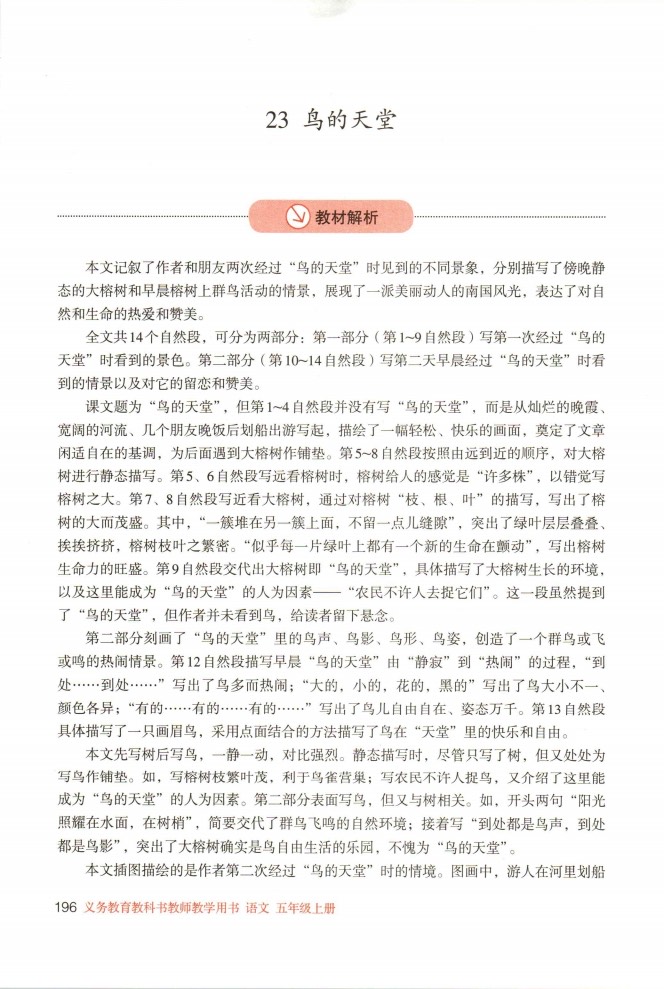 23 鸟的天堂
教材解析
本文记叙了作者和朋友两次经过“鸟的天堂”时见到的不同景象，分别描写了傍晚静
态的大榕树和早晨榕树上群鸟活动的情景，展现了一派美丽动人的南国风光，表达了对自
然和生命的热爱和赞美。
全文共14个自然段，可分为两部分：第一部分（第1~9自然段）写第一次经过“鸟的
天堂”时看到的景色。第二部分（第10~14自然段）写第二天早晨经过“鸟的天堂”时看
到的情景以及对它的留恋和赞美。
课文题为“鸟的天堂”，但第1~4自然段并没有写“鸟的天堂”，而是从灿烂的晚霞、
宽阔的河流、几个朋友晚饭后划船出游写起，描绘了一幅轻松、快乐的画面，奠定了文章
闲适自在的基调，为后面遇到大榕树作铺垫。第5~8自然段按照由远到近的顺序，对大榕
树进行静态描写。第5、6自然段写远看榕树时，榕树给人的感觉是“许多株”，以错觉写
榕树之大。第7、8自然段写近看大榕树，通过对榕树“枝、根、叶”的描写，写出了榕
树的大而茂盛。其中，“一簇堆在另一簇上面，不留一点儿缝隙”，突出了绿叶层层叠叠、
挨挨挤挤，榕树枝叶之繁密。“似乎每一片绿叶上都有一个新的生命在颤动”，写出榕树
生命力的旺盛。第9自然段交代出大榕树即“鸟的天堂”，具体描写了大榕树生长的环境，
以及这里能成为“鸟的天堂”的人为因素——“农民不许人去捉它们”。这一段虽然提到
了“鸟的天堂”，但作者并未看到鸟，给读者留下悬念。
第二部分刻画了“鸟的天堂”里的鸟声、鸟影、鸟形、鸟姿，创造了一个群鸟或飞
或鸣的热闹情景。第12自然段描写早晨“鸟的天堂”由“静寂”到“热闹”的过程，“到
处……到处……”写出了鸟多而热闹；“大的，小的，花的，黑的”写出了鸟大小不一、
颜色各异；“有的……有的……有的……”写出了鸟儿自由自在、姿态万千。第13自然段
具体描写了一只画眉鸟，采用点面结合的方法描写了鸟在“天堂”里的快乐和自由。
本文先写树后写鸟，一静一动，对比强烈。静态描写时，尽管只写了树，但又处处为
写鸟作铺垫。如，写榕树枝繁叶茂，利于鸟雀营巢；写农民不许人捉鸟，又介绍了这里能
成为“鸟的天堂”的人为因素。第二部分表面写鸟，但又与树相关。如，开头两句“阳光
照耀在水面，在树梢”，简要交代了群鸟飞鸣的自然环境；接着写“到处都是鸟声，到处
都是鸟影”，突出了大榕树确实是鸟自由生活的乐园，不愧为“鸟的天堂”。
本文插图描绘的是作者第二次经过“鸟的天堂”时的情境。图画中，游人在河里划船
196 义务教育教科书教师教学用书 语文 五年级上册